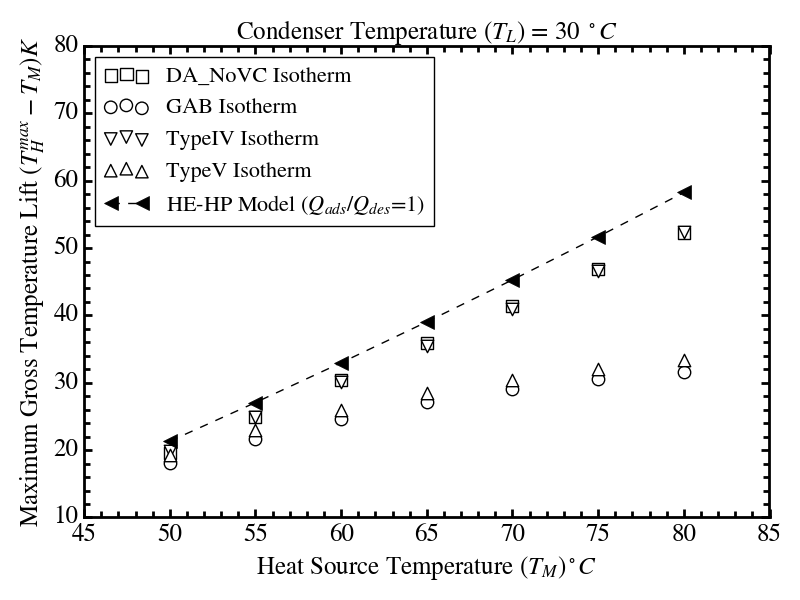 Condenser Temperature (T_L) = 30 °C
Maximum Gross Temperature Lift (T_H^max − T_M)K
80
70
60
50
40
30
20
10
DA_NoVC Isotherm
GAB Isotherm
TypeIV Isotherm
TypeV Isotherm
HE-HP Model (Q_ads/Q_des=1)
45 50 55 60 65 70 75 80 85
Heat Source Temperature (T_M)°C